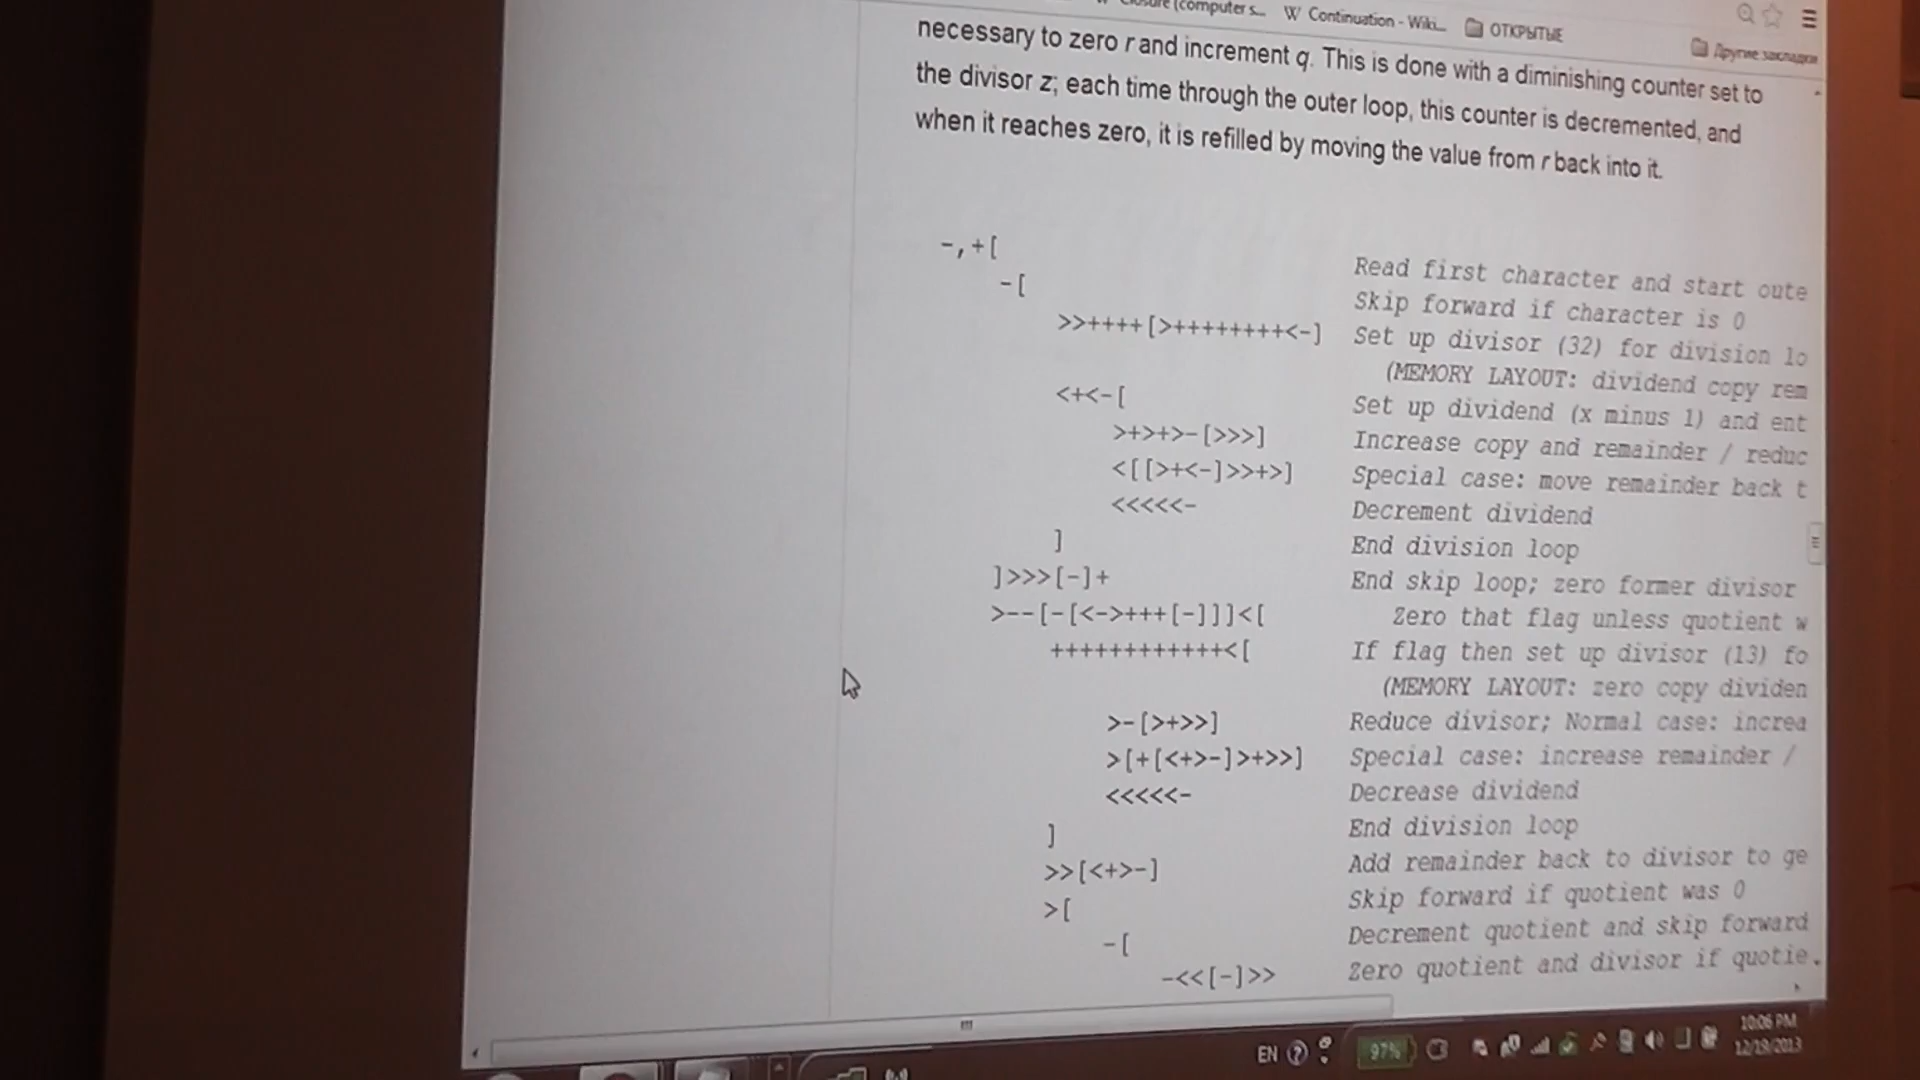 Closure (computer s... W Continuation - Wiki... ОТКРЫТЫЕ
Другие закладки
necessary to zero r and increment q. This is done with a diminishing counter set to
the divisor z; each time through the outer loop, this counter is decremented, and
when it reaches zero, it is refilled by moving the value from r back into it.
-,+[ Read first character and start oute
-[ Skip forward if character is 0
>>++++[>++++++++<-] Set up divisor (32) for division lo
(MEMORY LAYOUT: dividend copy rem
<+<-[ Set up dividend (x minus 1) and ent
>+>+>-[>>>] Increase copy and remainder / reduc
<[[>+<-]>>+>] Special case: move remainder back t
<<<<<- Decrement dividend
] End division loop
]>>>[-]+ End skip loop; zero former divisor
>--[-[<->+++[-]]]<[ Zero that flag unless quotient w
++++++++++++<[ If flag then set up divisor (13) fo
(MEMORY LAYOUT: zero copy dividen
>-[>+>>] Reduce divisor; Normal case: increa
>[+[<+>-]>+>>] Special case: increase remainder /
<<<<<- Decrease dividend
] End division loop
>>[<+>-] Add remainder back to divisor to ge
>[ Skip forward if quotient was 0
-[ Decrement quotient and skip forward
-<<[-]>> Zero quotient and divisor if quotie
EN 97% 10:06 PM
12/19/2013